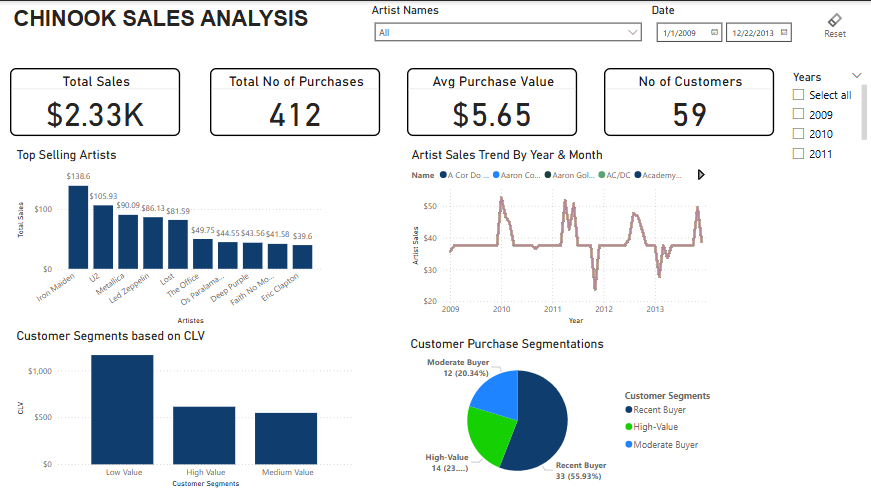 CHINOOK SALES ANALYSIS
Artist Names
All
Date
1/1/2009
12/22/2013
Reset
Total Sales
$2.33K
Total No of Purchases
412
Avg Purchase Value
$5.65
No of Customers
59
Years
Select all
2009
2010
2011
Top Selling Artists
Total Sales
$100
$0
$138.6
$105.93
$90.09
$86.13
$81.59
$49.75
$44.55
$43.56
$41.58
$39.6
Iron Maiden
U2
Metallica
Led Zeppelin
Lost
The Office
Os Paralama...
Deep Purple
Faith No Mo...
Eric Clapton
Artistes
Artist Sales Trend By Year & Month
Name
A Cor Do ...
Aaron Co...
Aaron Gol...
AC/DC
Academy...
Artist Sales
$50
$40
$30
$20
2009
2010
2011
2012
2013
Year
Customer Segments based on CLV
CLV
$1,000
$500
$0
Low Value
High Value
Medium Value
Customer Segments
Customer Purchase Segmentations
Moderate Buyer
12 (20.34%)
High-Value
14 (23....)
Recent Buyer
33 (55.93%)
Customer Segments
Recent Buyer
High-Value
Moderate Buyer